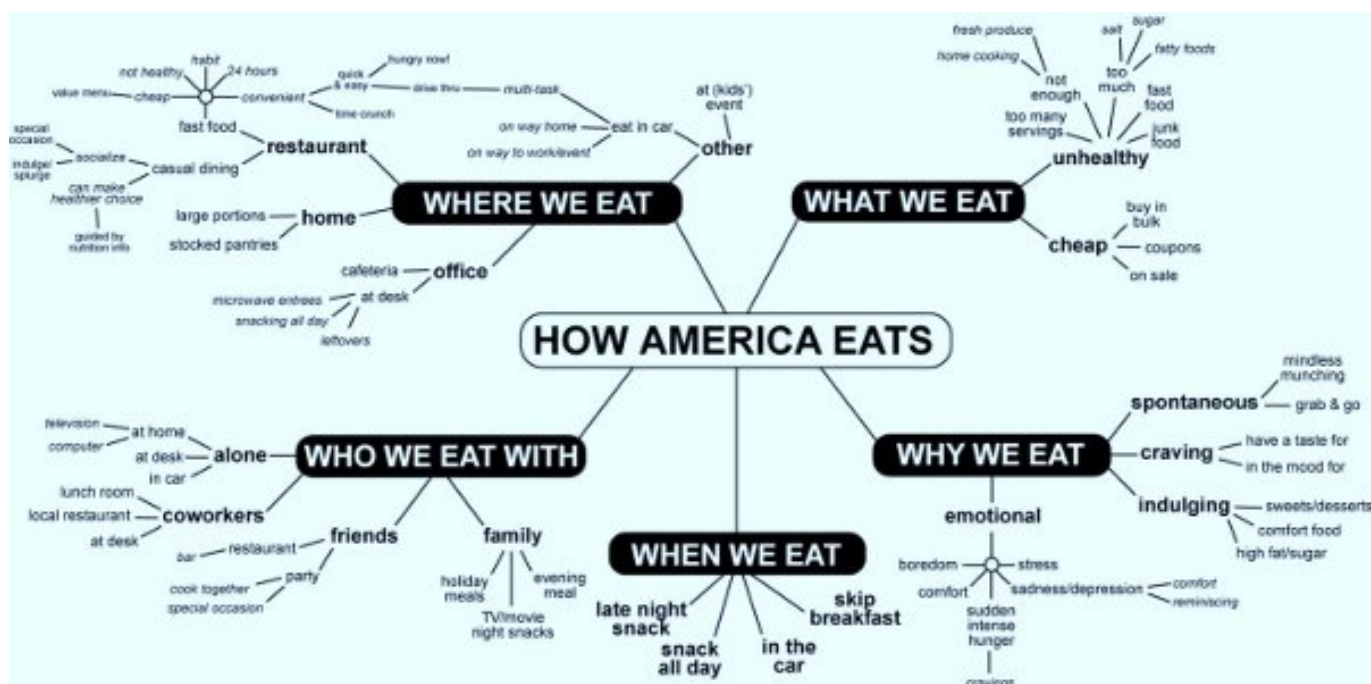 habit
not healthy
24 hours
value menu
cheap
convenient
quick
& easy
hungry now!
drive thru
multi-task
time crunch
fast food
special
occasion
socialize
indulge/
splurge
casual dining
can make
healthier choice
guided by
nutrition info
restaurant
at (kids')
event
on way home
eat in car
on way to work/event
other
WHERE WE EAT
large portions
home
stocked pantries
cafeteria
office
at desk
microwave entrees
snacking all day
leftovers
fresh produce
home cooking
not
enough
salt
sugar
fatty foods
too
much
too many
servings
fast
food
junk
food
unhealthy
WHAT WE EAT
buy in
bulk
cheap
coupons
on sale
HOW AMERICA EATS
television
computer
at home
at desk
in car
alone
WHO WE EAT WITH
lunch room
local restaurant
at desk
coworkers
friends
bar
restaurant
party
cook together
special occasion
family
holiday
meals
TV/movie
night snacks
evening
meal
WHEN WE EAT
late night
snack
snack
all day
in the
car
skip
breakfast
WHY WE EAT
spontaneous
mindless
munching
grab & go
craving
have a taste for
in the mood for
indulging
sweets/desserts
comfort food
high fat/sugar
emotional
boredom
stress
comfort
sadness/depression
comfort
reminiscing
sudden
intense
hunger
cravings